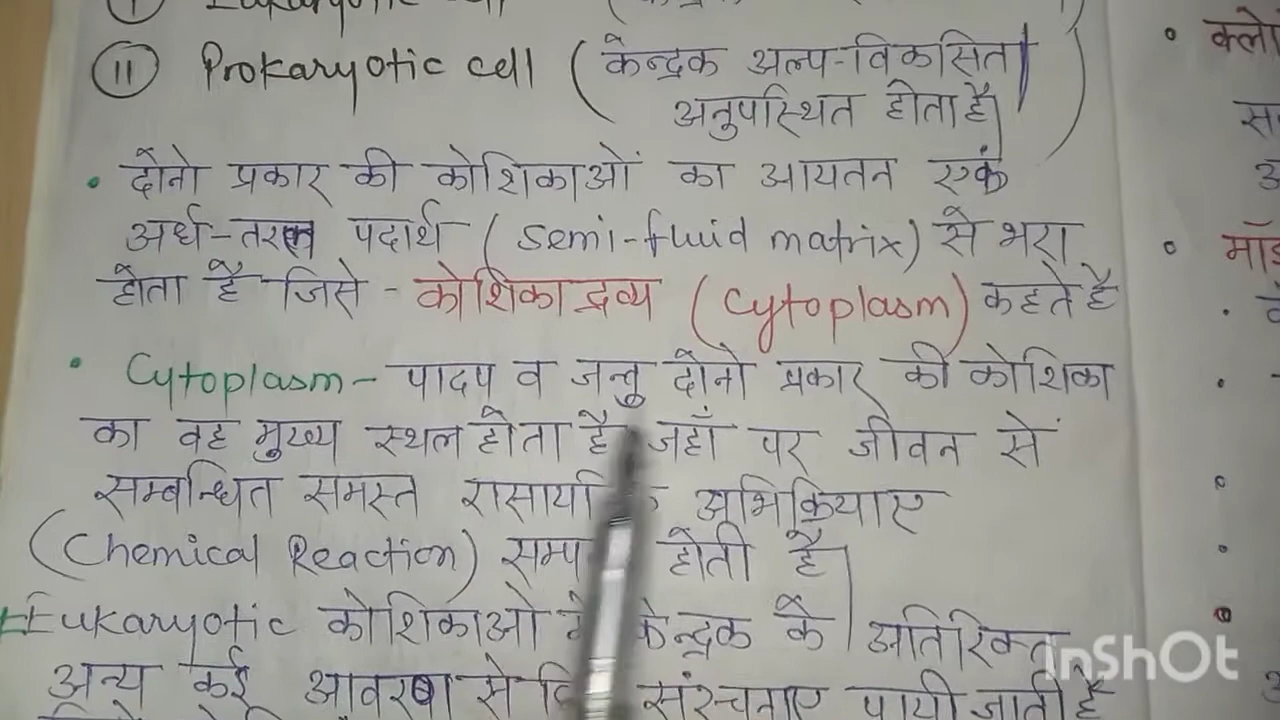 (I) Eukaryotic cell (
(II) Prokaryotic cell (केन्द्रक अल्प-विकसित/
अनुपस्थित होता है।)
• दोनो प्रकार की कोशिकाओं का आयतन एक
अर्ध-तरल पदार्थ (semi-fluid matrix) से भरा
होता है जिसे - कोशिका द्रव्य (Cytoplasm) कहते है
• Cytoplasm - पादप व जन्तु दोनो प्रकार की कोशिका
का वह मुख्य स्थल होता है, जहाँ पर जीवन से
सम्बन्धित समस्त अभिक्रियाए
(Chemical Reaction) होती है।
Eukaryotic कोशिकाओ केन्द्रक के अतिरिक्त
अन्य कई आवरण से संरचनाए पायी जाती है
InShOt